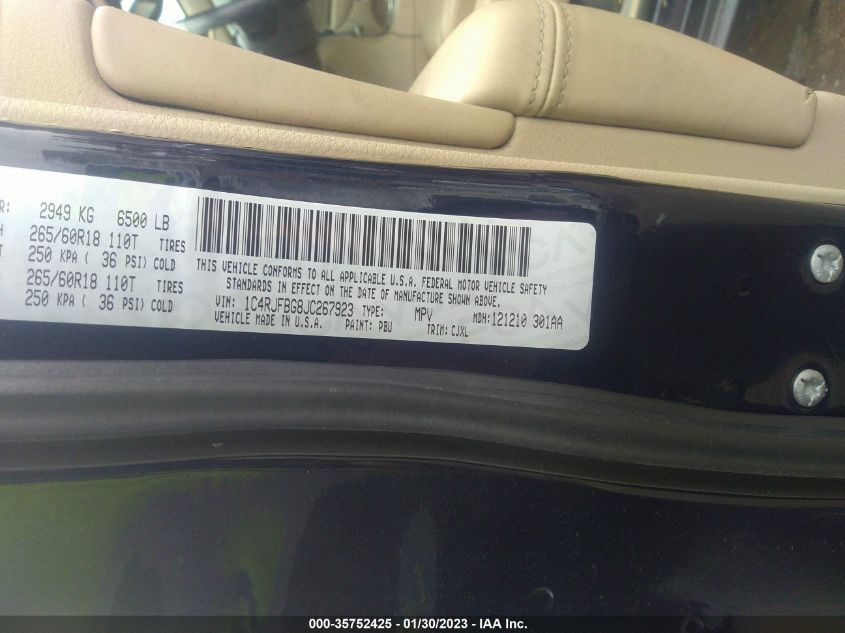 R: 2949 KG 6500 LB
265/60R18 110T TIRES
250 KPA ( 36 PSI) COLD
265/60R18 110T TIRES
250 KPA ( 36 PSI) COLD
THIS VEHICLE CONFORMS TO ALL APPLICABLE U.S.A. FEDERAL MOTOR VEHICLE SAFETY
STANDARDS IN EFFECT ON THE DATE OF MANUFACTURE SHOWN ABOVE.
VIN: 1C4RJFBG8JC267923 TYPE: MPV MDH:121210 301AA
VEHICLE MADE IN U.S.A. PAINT: PBU TRIM: CJXL
000-35752425 / 01/30/2023 / IAA Inc.